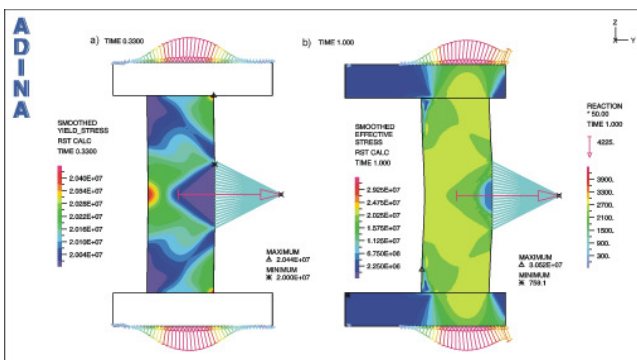 ADINA
a) TIME 0.3300
b) TIME 1.000
Z
X Y
SMOOTHED
YIELD_STRESS
RST CALC
TIME 0.3300
2.040E+07
2.034E+07
2.028E+07
2.022E+07
2.016E+07
2.010E+07
2.004E+07
MAXIMUM
2.044E+07
MINIMUM
2.000E+07
SMOOTHED
EFFECTIVE
STRESS
RST CALC
TIME 1.000
2.925E+07
2.475E+07
2.025E+07
1.575E+07
1.125E+07
6.750E+06
2.250E+06
MAXIMUM
3.052E+07
MINIMUM
759.1
REACTION
* 50.00
TIME 1.000
4225.
3900.
3300.
2700.
2100.
1500.
900.
300.